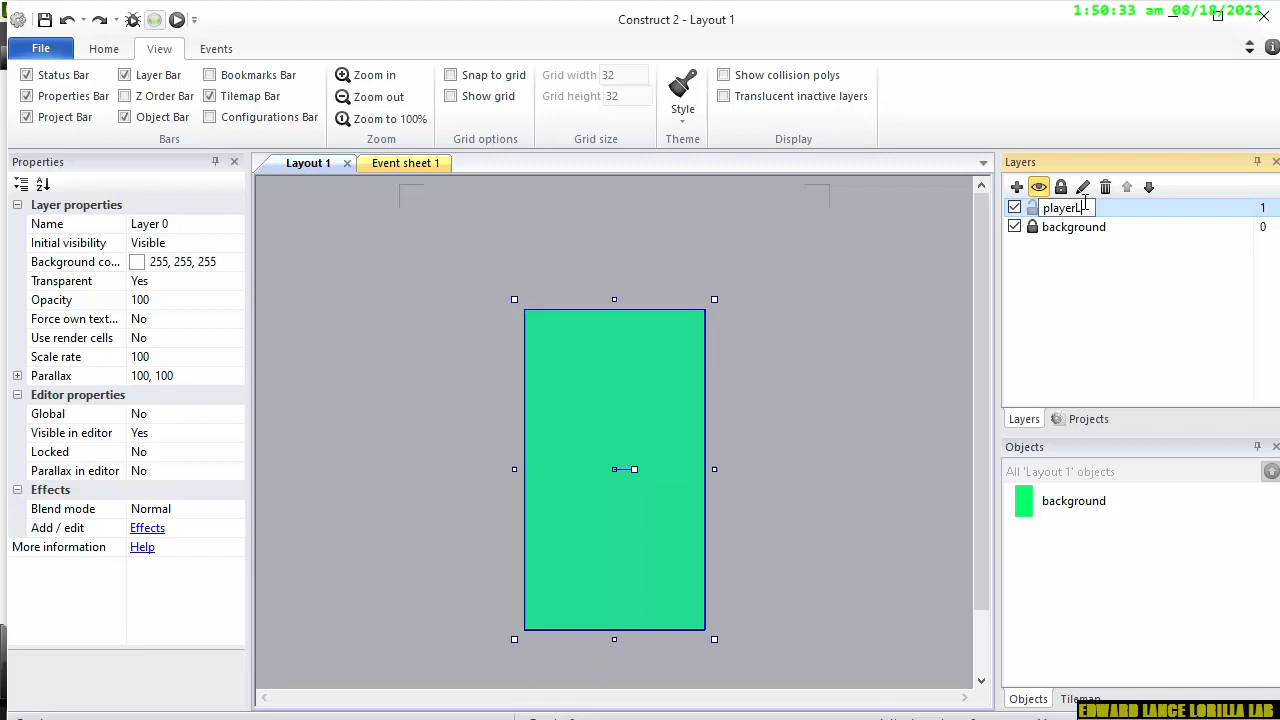 Construct 2 - Layout 1
1:50:33 am 08/18/2021
File Home View Events
Status Bar Layer Bar Bookmarks Bar
Properties Bar Z Order Bar Tilemap Bar
Project Bar Object Bar Configurations Bar
Bars
Zoom in
Zoom out
Zoom to 100%
Zoom
Snap to grid
Show grid
Grid options
Grid width 32
Grid height 32
Grid size
Style
Theme
Show collision polys
Translucent inactive layers
Display
Properties
Layer properties
Name Layer 0
Initial visibility Visible
Background co... 255, 255, 255
Transparent Yes
Opacity 100
Force own text... No
Use render cells No
Scale rate 100
Parallax 100, 100
Editor properties
Global No
Visible in editor Yes
Locked No
Parallax in editor No
Effects
Blend mode Normal
Add / edit Effects
More information Help
Layout 1 Event sheet 1
Layers
playerL 1
background 0
Layers Projects
Objects
All 'Layout 1' objects
background
Objects Tilemap
EDWARD LANCE LORILLA LAB